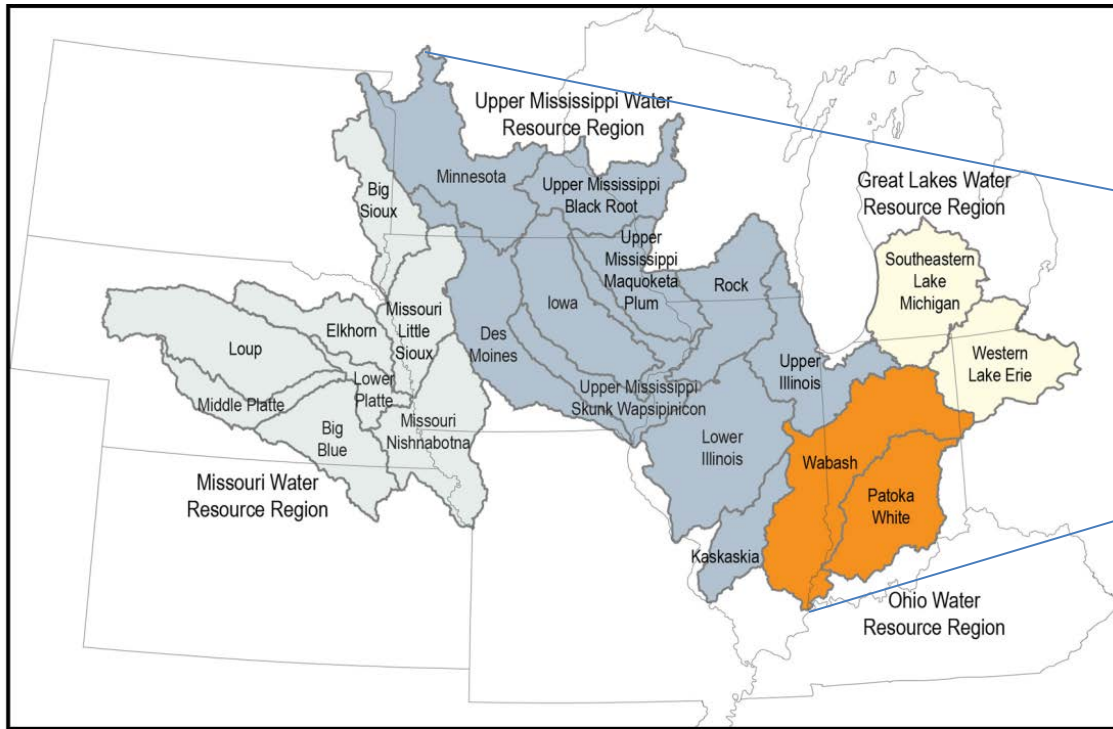 Upper Mississippi Water
Resource Region
Minnesota
Upper Mississippi
Black Root
Big
Sioux
Great Lakes Water
Resource Region
Upper
Mississippi
Maquoketa
Plum
Southeastern
Lake
Michigan
Rock
Iowa
Missouri
Little
Sioux
Elkhorn
Des
Moines
Loup
Upper
Illinois
Western
Lake Erie
Lower
Platte
Upper Mississippi
Skunk Wapsipinicon
Middle Platte
Missouri
Nishnabotna
Big
Blue
Lower
Illinois
Wabash
Missouri Water
Resource Region
Patoka
White
Kaskaskia
Ohio Water
Resource Region